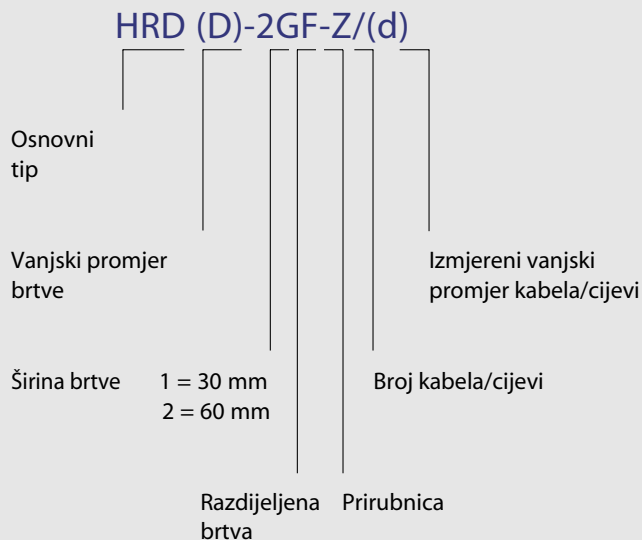 HRD (D)-2GF-Z/(d)
Osnovni
tip
Vanjski promjer
brtve
Izmjereni vanjski
promjer kabela/cijevi
Širina brtve 1 = 30 mm
2 = 60 mm
Broj kabela/cijevi
Razdijeljena
brtva
Prirubnica